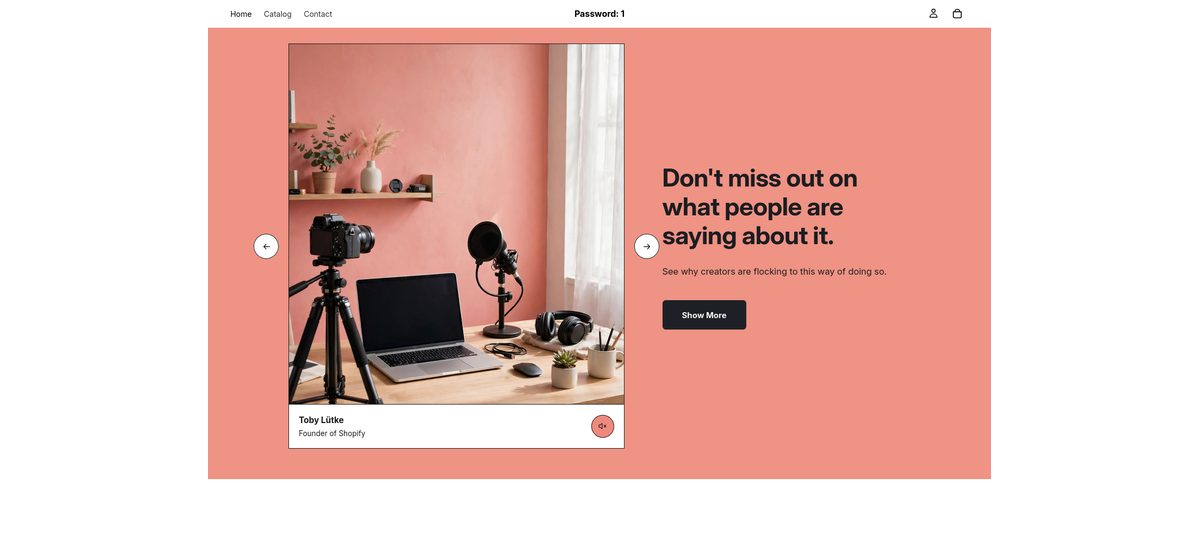 Home Catalog Contact Password: 1
Don't miss out on
what people are
saying about it.
See why creators are flocking to this way of doing so.
Show More
Toby Lütke
Founder of Shopify